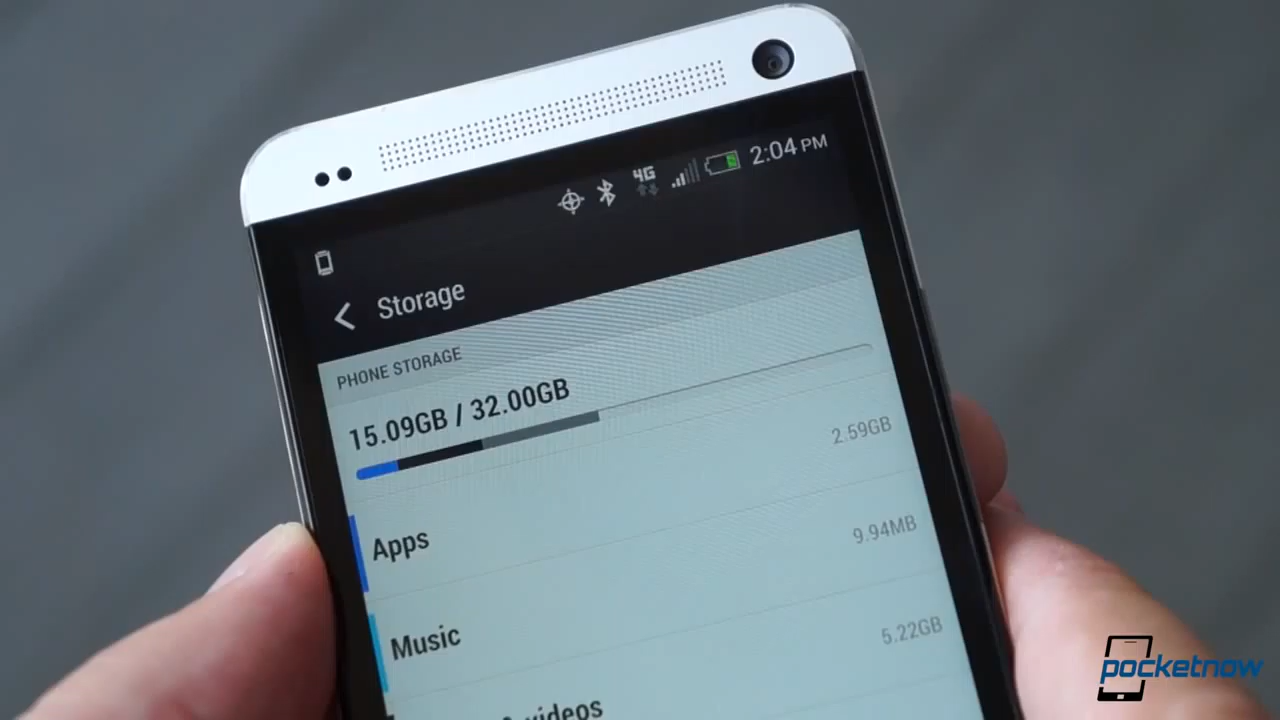 4G 2:04 PM
Storage
PHONE STORAGE
15.09GB / 32.00GB
2.59GB
Apps
9.94MB
Music
5.22GB
videos
pocketnow